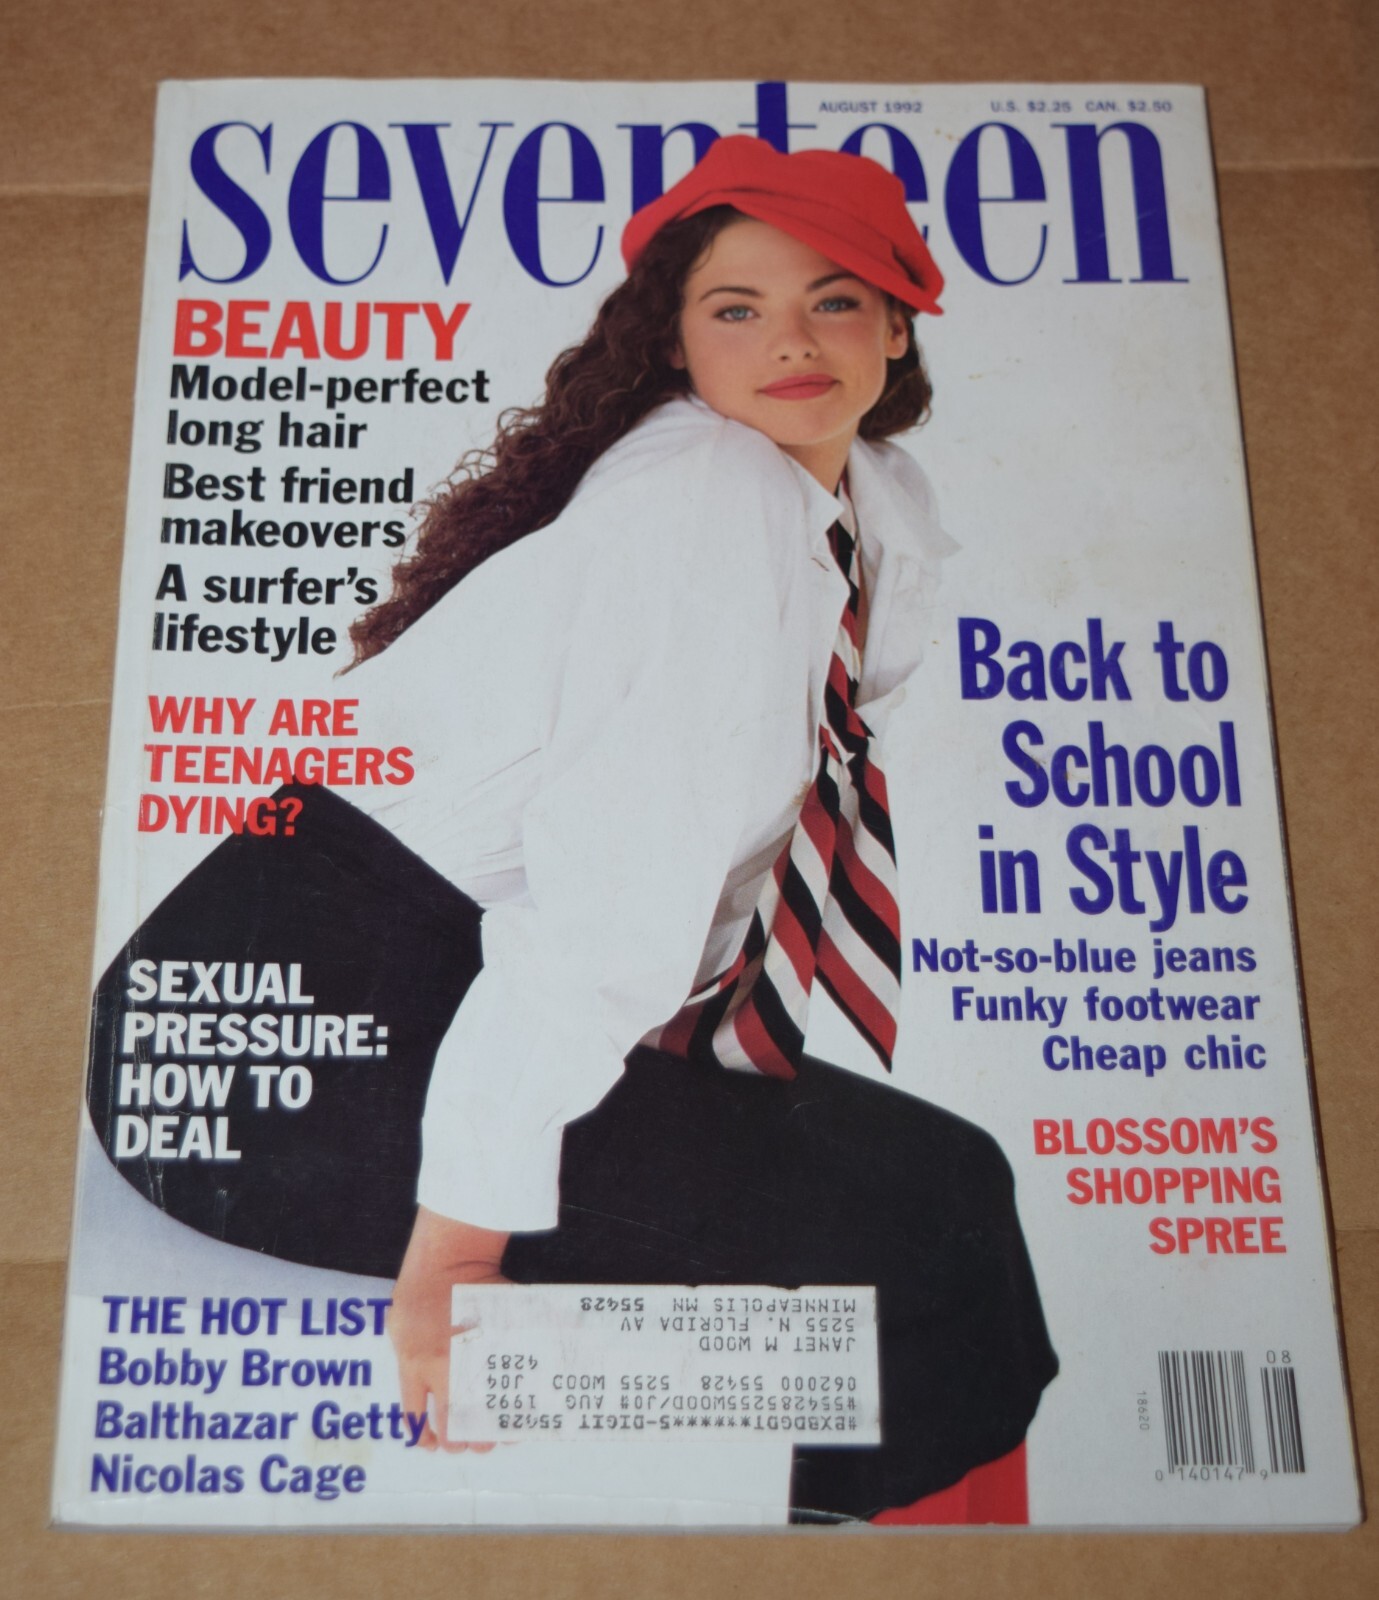 AUGUST 1992 U.S. $2.25 CAN. $2.50
seventeen
BEAUTY
Model-perfect
long hair
Best friend
makeovers
A surfer's
lifestyle
WHY ARE
TEENAGERS
DYING?
SEXUAL
PRESSURE:
HOW TO
DEAL
THE HOT LIST
Bobby Brown
Balthazar Getty
Nicolas Cage
Back to
School
in Style
Not-so-blue jeans
Funky footwear
Cheap chic
BLOSSOM'S
SHOPPING
SPREE
#BXBDGDT*******5-DIGIT 55428
#554285255WOOD/J0# AUG 1992
062000 55428 5255 WOOD J04
4285
JANET M WOOD
5255 N. FLORIDA AV
MINNEAPOLIS MN 55428
08
18620
0 140147 9